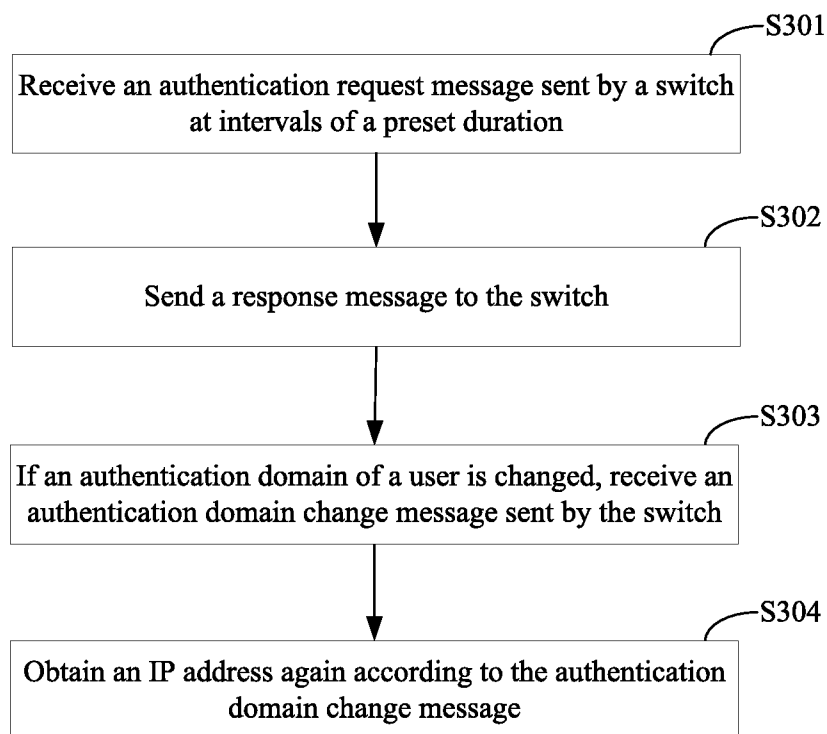 S301
Receive an authentication request message sent by a switch
at intervals of a preset duration
S302
Send a response message to the switch
S303
If an authentication domain of a user is changed, receive an
authentication domain change message sent by the switch
S304
Obtain an IP address again according to the authentication
domain change message